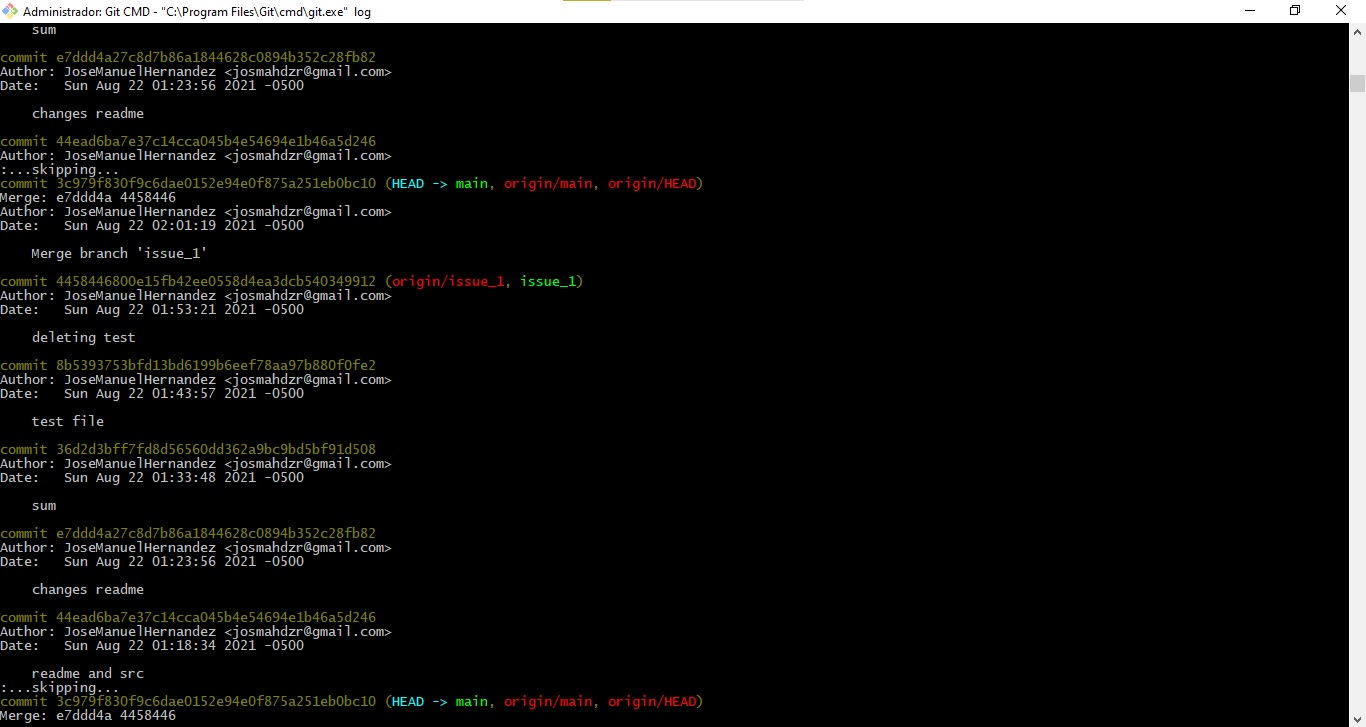 Administrador: Git CMD - "C:\Program Files\Git\cmd\git.exe" log
sum
commit e7ddd4a27c8d7b86a1844628c0894b352c28fb82
Author: JoseManuelHernandez <josmahdzr@gmail.com>
Date:   Sun Aug 22 01:23:56 2021 -0500
changes readme
commit 44ead6ba7e37c14cca045b4e54694e1b46a5d246
Author: JoseManuelHernandez <josmahdzr@gmail.com>
:...skipping...
commit 3c979f830f9c6dae0152e94e0f875a251eb0bc10 (HEAD -> main, origin/main, origin/HEAD)
Merge: e7ddd4a 4458446
Author: JoseManuelHernandez <josmahdzr@gmail.com>
Date:   Sun Aug 22 02:01:19 2021 -0500
Merge branch 'issue_1'
commit 4458446800e15fb42ee0558d4ea3dcb540349912 (origin/issue_1, issue_1)
Author: JoseManuelHernandez <josmahdzr@gmail.com>
Date:   Sun Aug 22 01:53:21 2021 -0500
deleting test
commit 8b5393753bfd13bd6199b6eef78aa97b880f0fe2
Author: JoseManuelHernandez <josmahdzr@gmail.com>
Date:   Sun Aug 22 01:43:57 2021 -0500
test file
commit 36d2d3bff7fd8d56560dd362a9bc9bd5bf91d508
Author: JoseManuelHernandez <josmahdzr@gmail.com>
Date:   Sun Aug 22 01:33:48 2021 -0500
sum
commit e7ddd4a27c8d7b86a1844628c0894b352c28fb82
Author: JoseManuelHernandez <josmahdzr@gmail.com>
Date:   Sun Aug 22 01:23:56 2021 -0500
changes readme
commit 44ead6ba7e37c14cca045b4e54694e1b46a5d246
Author: JoseManuelHernandez <josmahdzr@gmail.com>
Date:   Sun Aug 22 01:18:34 2021 -0500
readme and src
:...skipping...
commit 3c979f830f9c6dae0152e94e0f875a251eb0bc10 (HEAD -> main, origin/main, origin/HEAD)
Merge: e7ddd4a 4458446